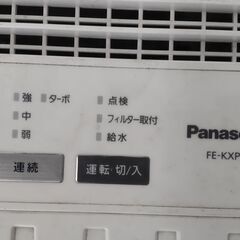 強 ターボ 点検
中 フィルター取付
弱 給水
Panaso
FE-KXP
連続 運転・切/入